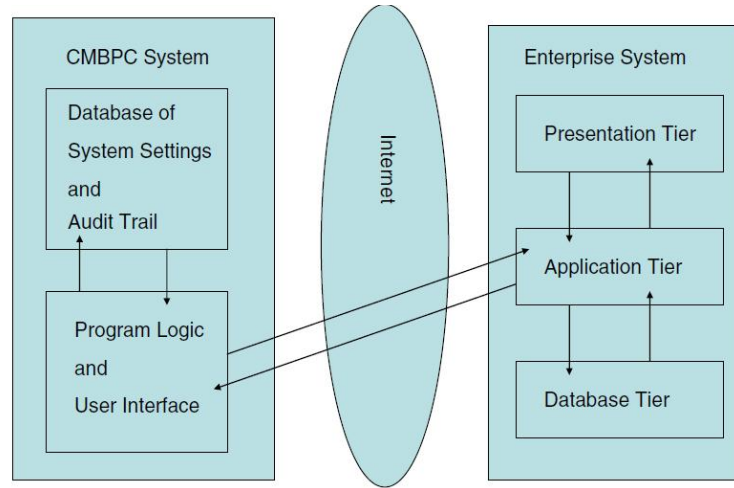 CMBPC System
Database of
System Settings
and
Audit Trail
Program Logic
and
User Interface
Internet
Enterprise System
Presentation Tier
Application Tier
Database Tier